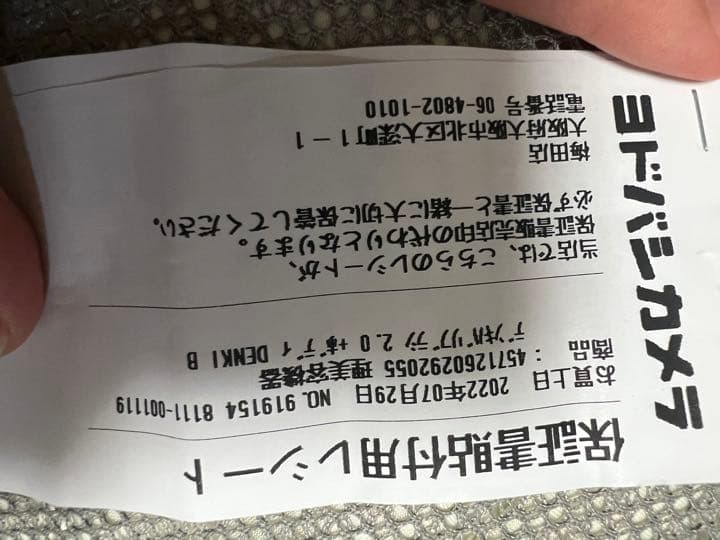 ヨドバシカメラ
保証書貼付用レシート
お買上日 2022年07月29日 NO. 919154 8111-001119
商品 : 4571260292055 理美容機器
ﾃﾞﾝｷﾊﾞﾘﾌﾞﾗｼ 2.0 +ﾎﾞﾃﾞｨ DENKI B
当店では、こちらのレシートが、
保証書販売店印の代わりとなります。
必ず保証書と一緒に大切に保管してください。
梅田店
大阪府大阪市北区大深町1-1
電話番号 06-4802-1010